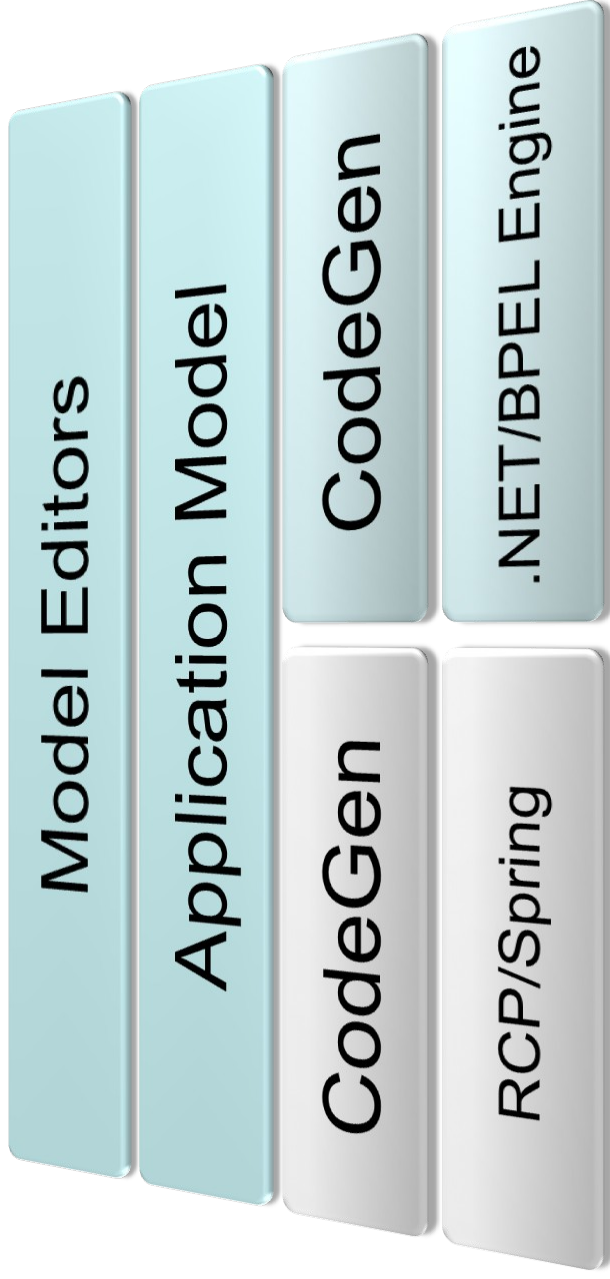 Model Editors
Application Model
CodeGen
.NET/BPEL Engine
CodeGen
RCP/Spring